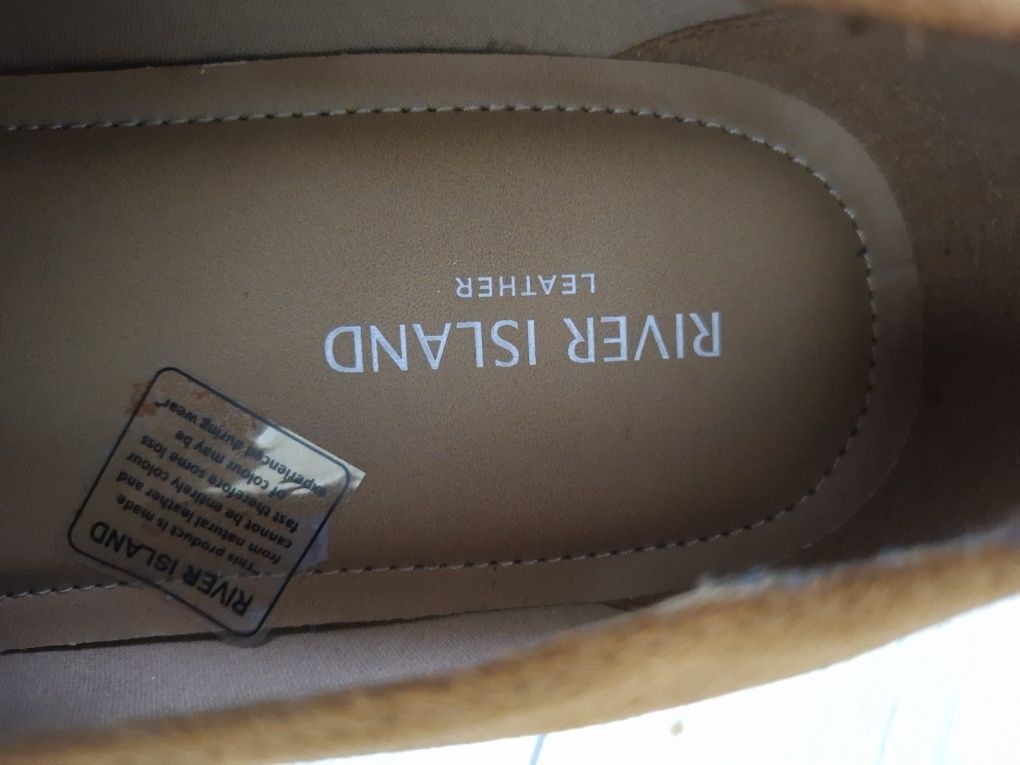 RIVER ISLAND
LEATHER
RIVER ISLAND
"This product is made
from natural leather and
cannot be entirely colour
fast therefore some loss
of colour may be
experienced during wear"